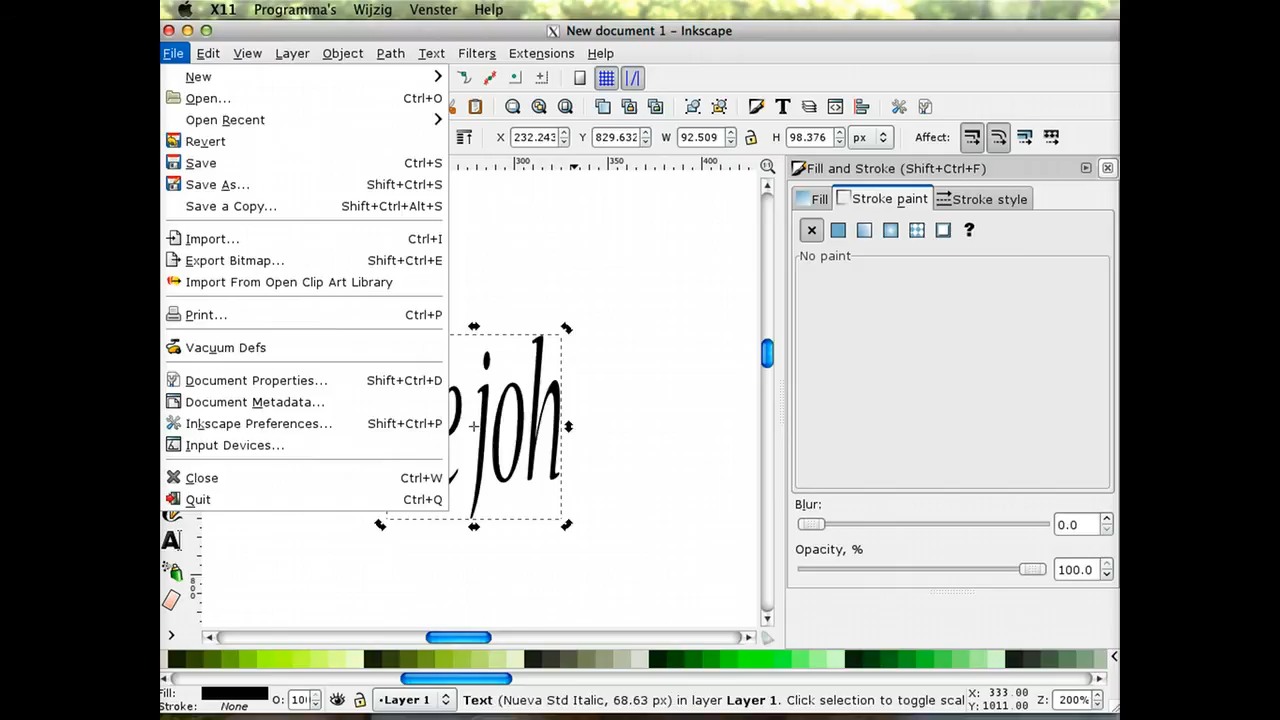 X11 Programma's Wijzig Venster Help
New document 1 - Inkscape
File Edit View Layer Object Path Text Filters Extensions Help
New
Open... Ctrl+O
Open Recent
Revert
Save Ctrl+S
Save As... Shift+Ctrl+S
Save a Copy... Shift+Ctrl+Alt+S
Import... Ctrl+I
Export Bitmap... Shift+Ctrl+E
Import From Open Clip Art Library
Print... Ctrl+P
Vacuum Defs
Document Properties... Shift+Ctrl+D
Document Metadata... 
Inkscape Preferences... Shift+Ctrl+P
Input Devices...
Close Ctrl+W
Quit Ctrl+Q
X 232.243 Y 829.632 W 92.509 H 98.376 px Affect:
300 350 400
Fill and Stroke (Shift+Ctrl+F)
Fill Stroke paint Stroke style
No paint
joh
Blur:
0.0
Opacity, %
100.0
Fill:
Stroke: None
O: 10
Layer 1
Text (Nueva Std Italic, 68.63 px) in layer Layer 1. Click selection to toggle scal
X: 333.00
Y: 1011.00
Z: 200%